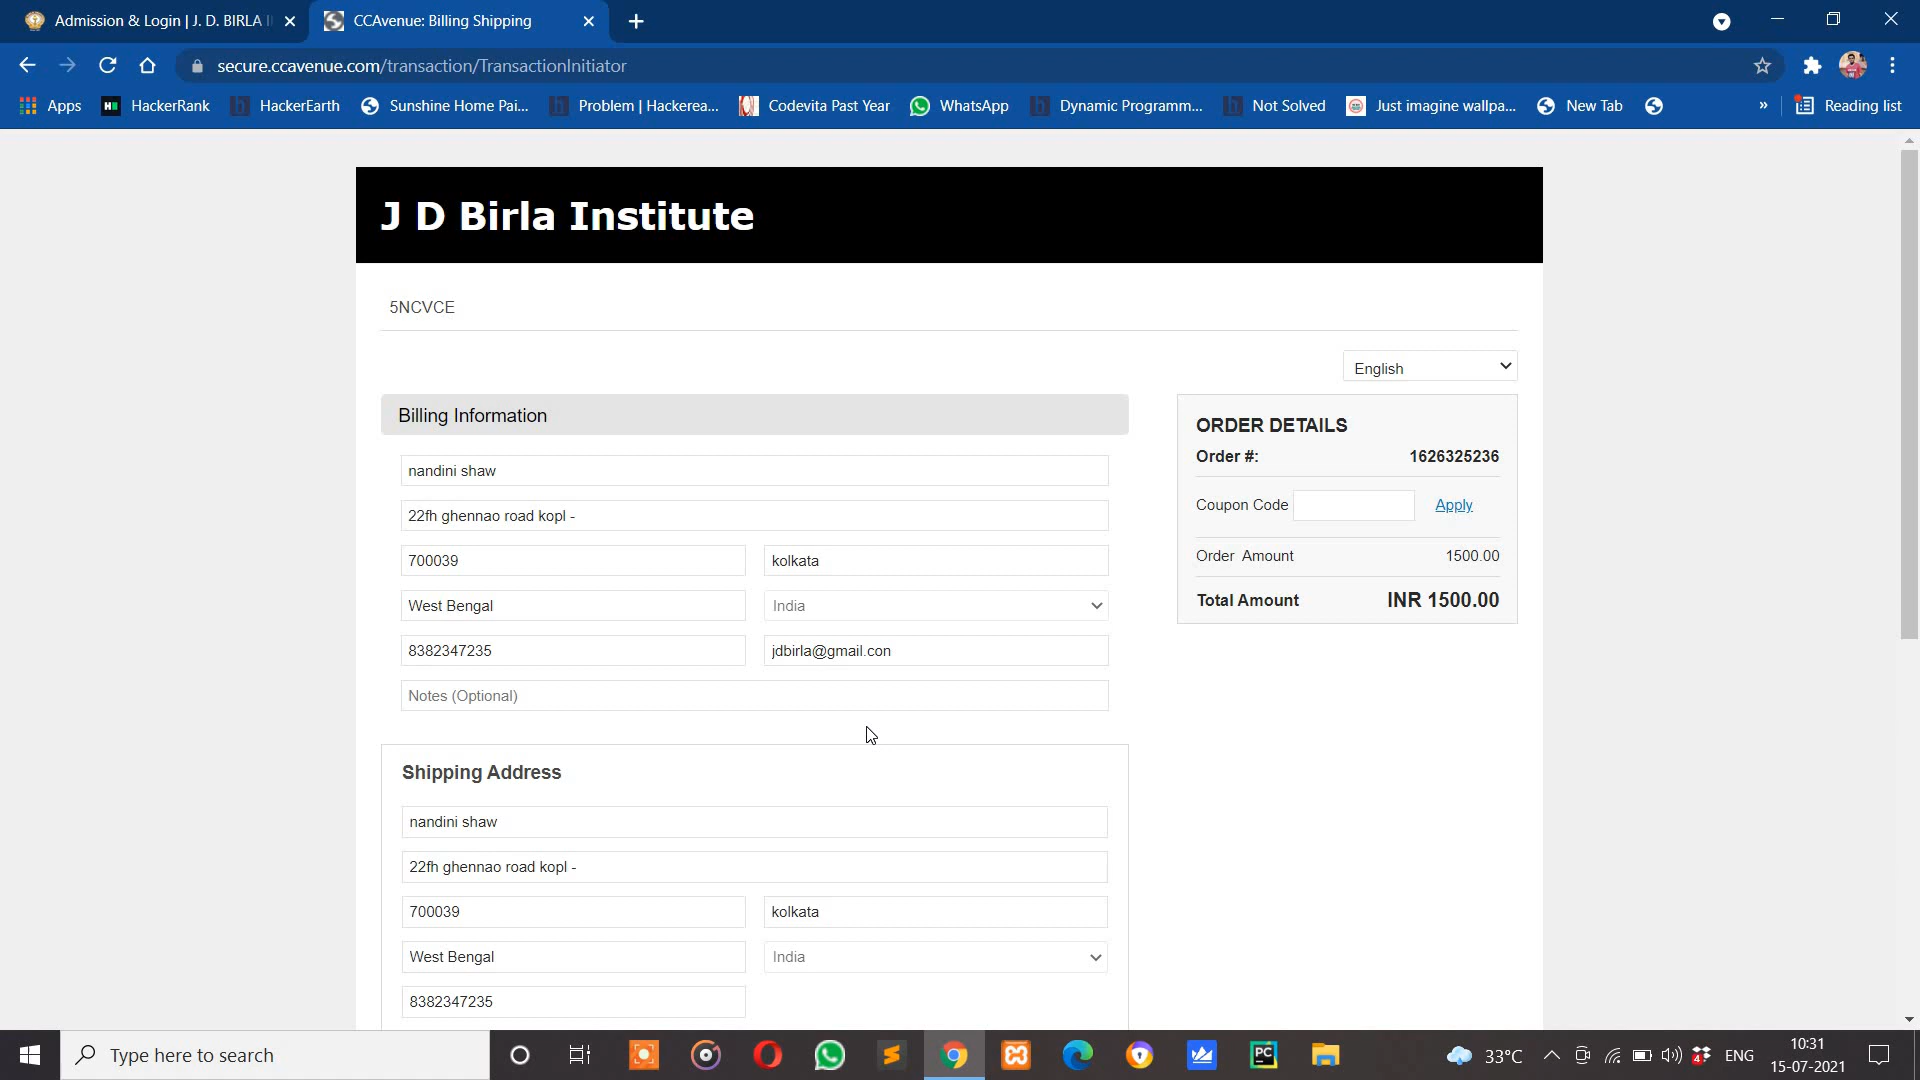 Admission & Login | J. D. BIRLA
CCAvenue: Billing Shipping
secure.ccavenue.com/transaction/TransactionInitiator
Apps
HackerRank
HackerEarth
Sunshine Home Pai...
Problem | Hackerea...
Codevita Past Year
WhatsApp
Dynamic Programm...
Not Solved
Just imagine wallpa...
New Tab
»
Reading list
J D Birla Institute
5NCVCE
English
Billing Information
nandini shaw
22fh ghennao road kopl -
700039
kolkata
West Bengal
India
8382347235
jdbirla@gmail.con
Notes (Optional)
ORDER DETAILS
Order #: 1626325236
Coupon Code Apply
Order Amount 1500.00
Total Amount INR 1500.00
Shipping Address
nandini shaw
22fh ghennao road kopl -
700039
kolkata
West Bengal
India
8382347235
Type here to search
PC
33°C
4
ENG
10:31
15-07-2021